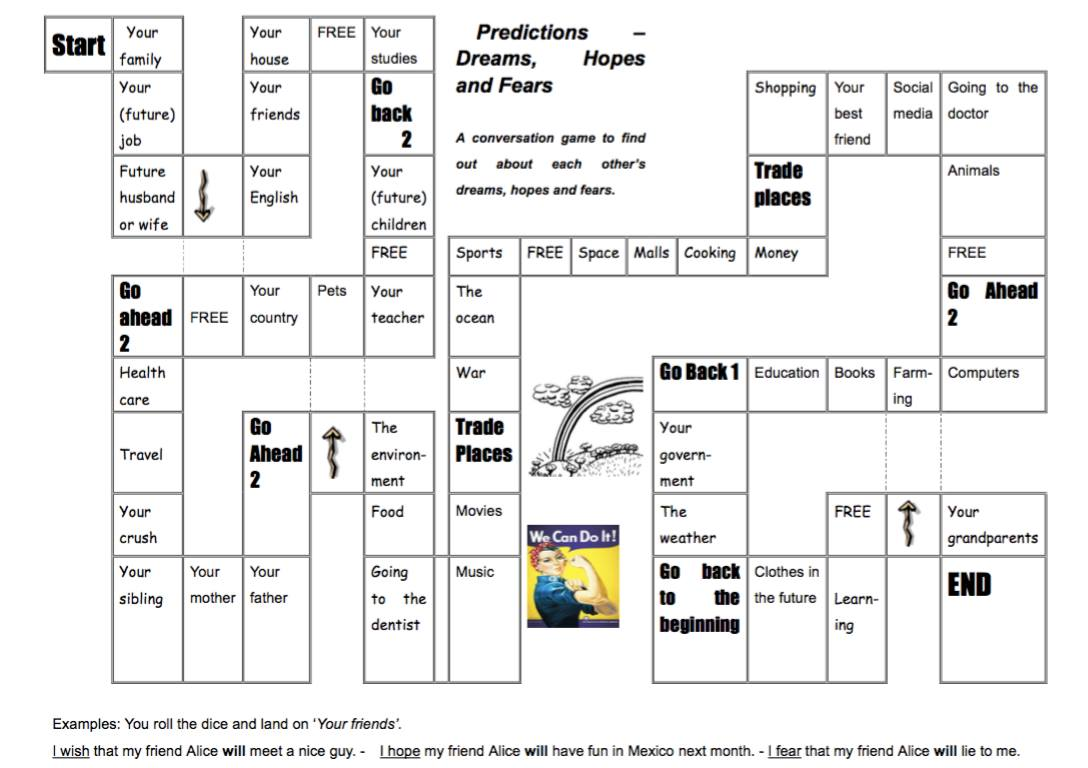 Predictions –
Dreams, Hopes
and Fears
A conversation game to find
out about each other's
dreams, hopes and fears.
Start
Your
family
Your
(future)
job
Future
husband
or wife
Your
English
Your
friends
Your
house
FREE
Your
studies
Go
back
2
Your
(future)
children
FREE
Your
teacher
Pets
Your
country
FREE
Go
ahead
2
Health
care
Travel
Your
crush
Your
sibling
Your
mother
Your
father
Go
Ahead
2
The
environ-
ment
Food
Going
to the
dentist
Music
Movies
Trade
Places
War
The
ocean
Sports
FREE
Space
Malls
Cooking
Money
Trade
places
Shopping
Your
best
friend
Social
media
Going to the
doctor
Animals
FREE
Go Ahead
2
Computers
Farm-
ing
Books
Education
Go Back 1
Your
govern-
ment
The
weather
Go back
to the
beginning
Clothes in
the future
Learn-
ing
FREE
Your
grandparents
END
We Can Do It!
Examples: You roll the dice and land on ‘Your friends’.
I wish that my friend Alice will meet a nice guy. - I hope my friend Alice will have fun in Mexico next month. - I fear that my friend Alice will lie to me.